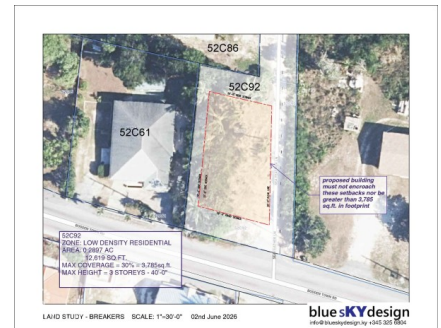 52C86
52C92
52C61
proposed building
must not encroach
these setbacks nor be
greater than 3,785
sq.ft. in footprint
52C92
ZONE: LOW DENSITY RESIDENTIAL
AREA: 0.2897 AC
12,619 SQ.FT.
MAX COVERAGE = 30% = 3,785sq.ft.
MAX HEIGHT = 3 STOREYS - 40'-0"
LAND STUDY - BREAKERS SCALE: 1"=30'-0" 02nd June 2026
blue sKYdesign
info@blueskydesign.ky +345 325 6804